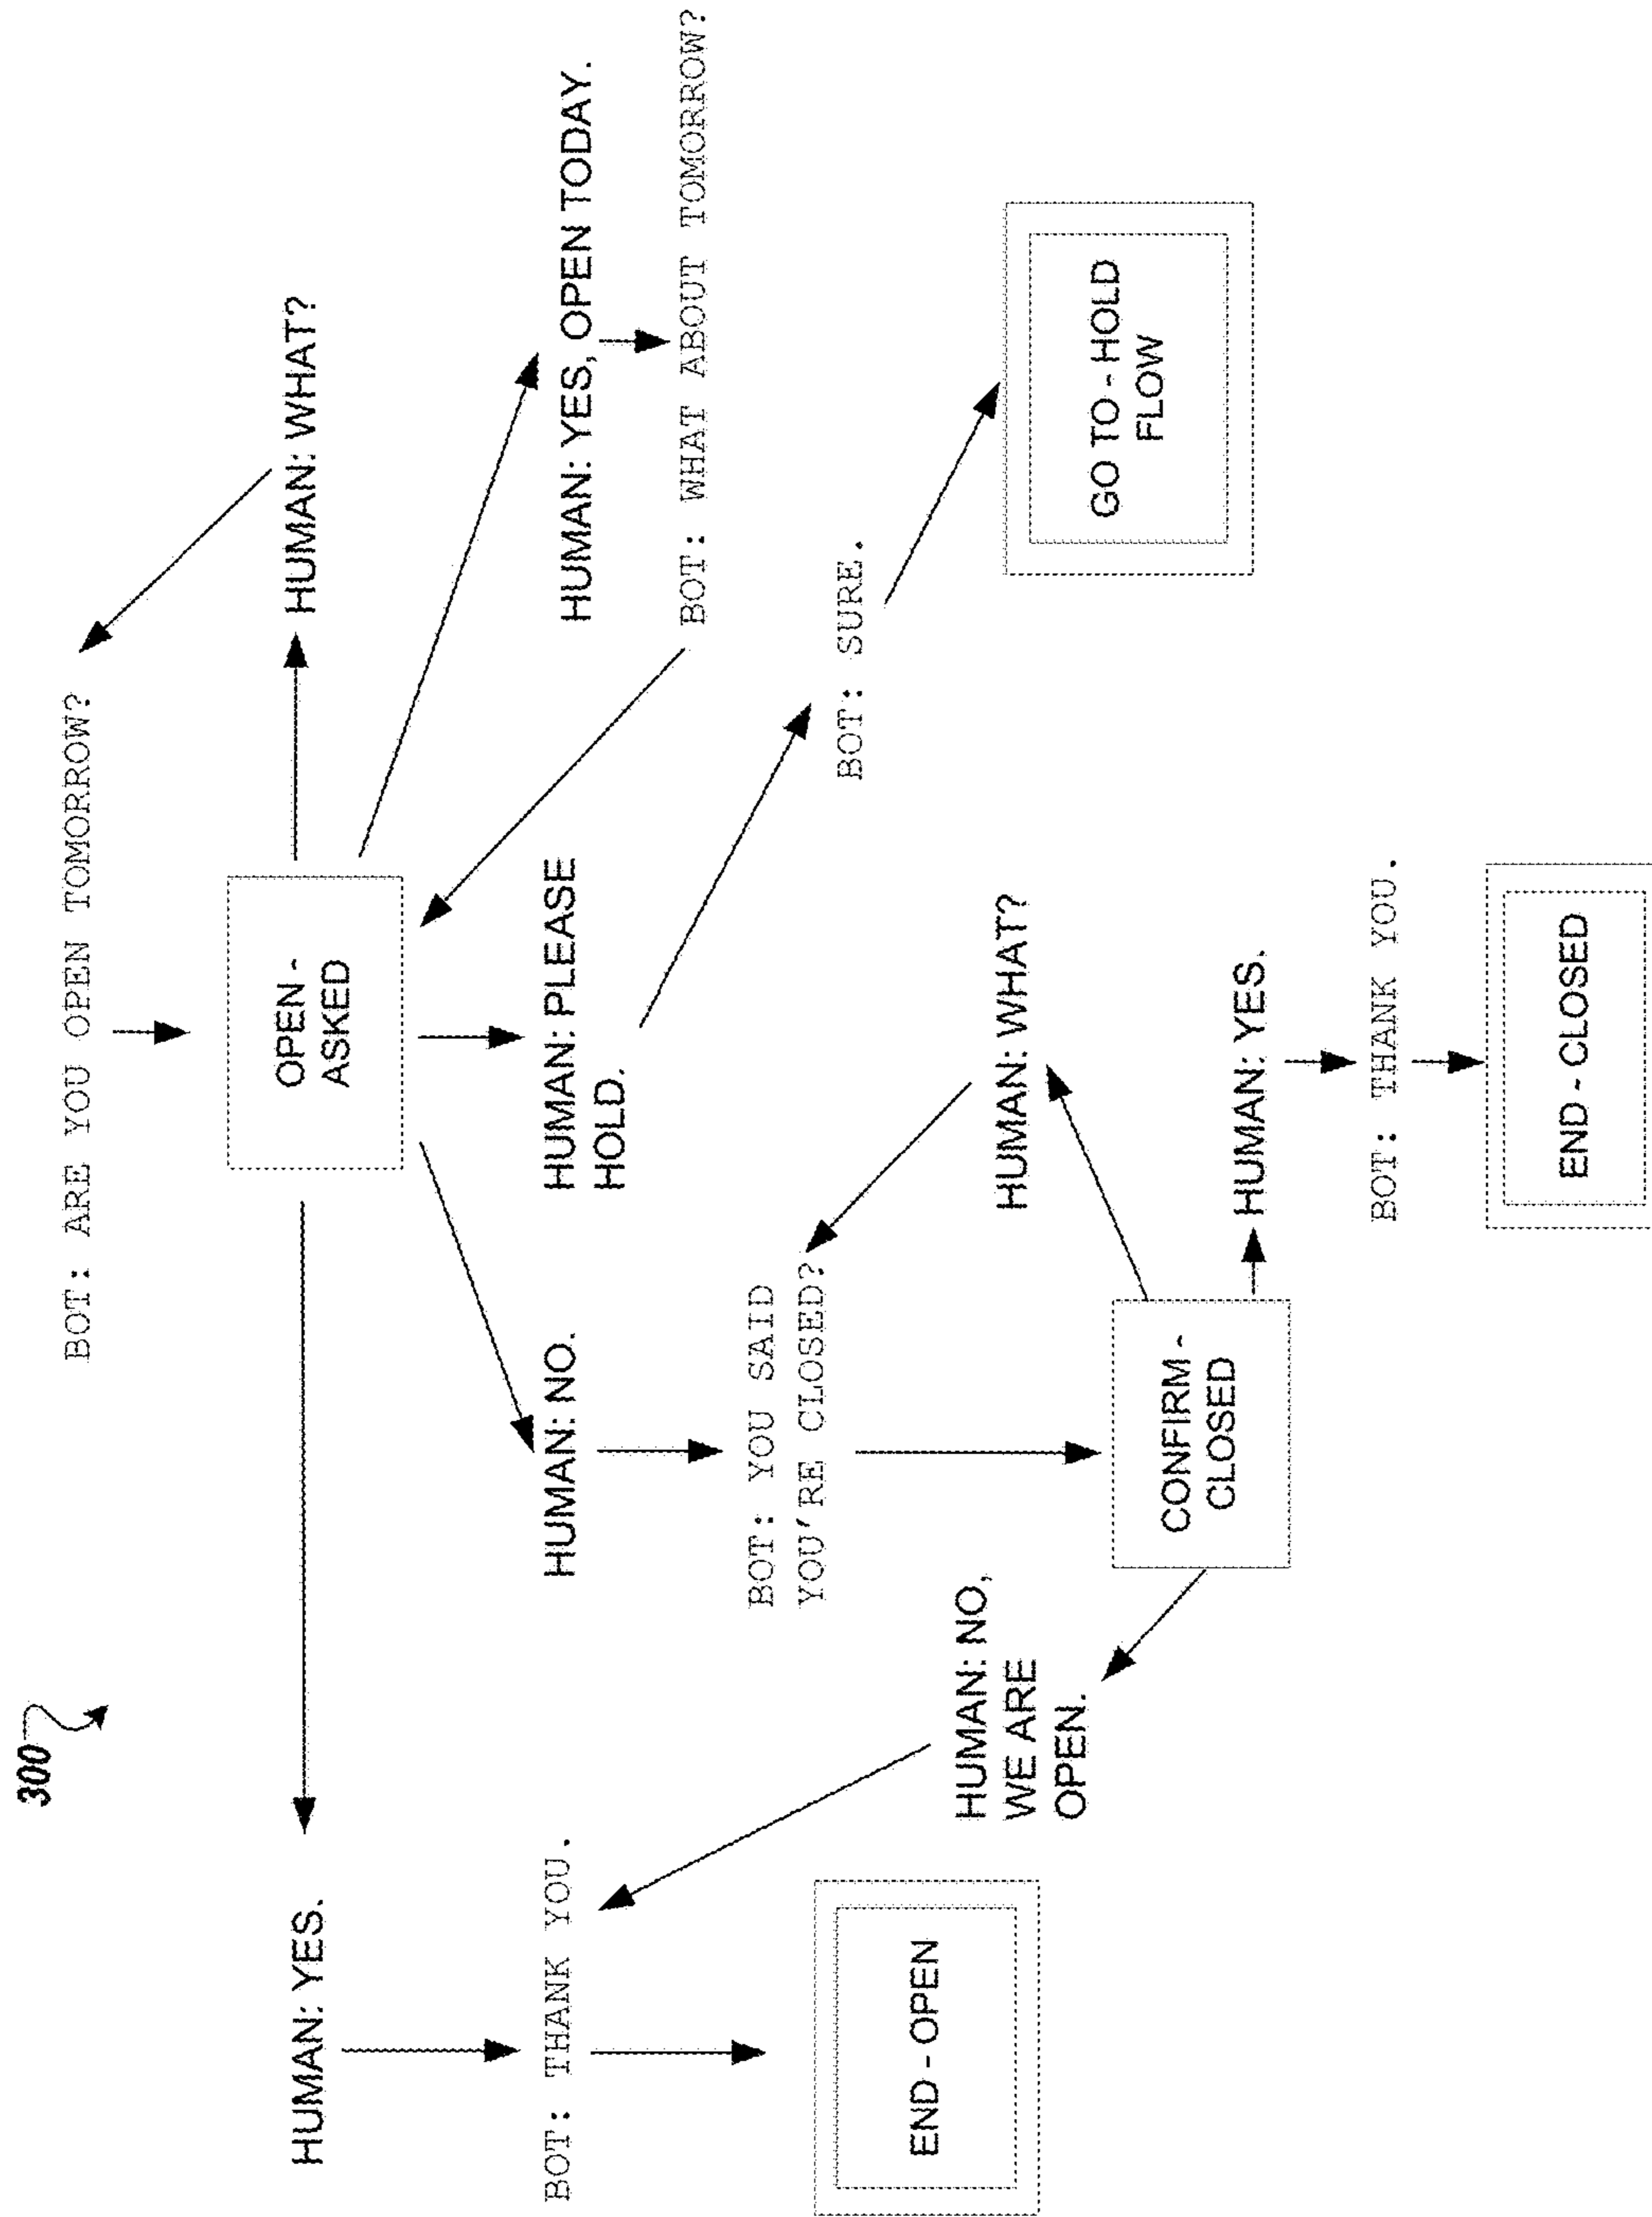 300
BOT: ARE YOU OPEN TOMORROW?
HUMAN: YES.
OPEN -
ASKED
HUMAN: WHAT?
BOT: THANK YOU.
HUMAN: NO.
HUMAN: PLEASE
HOLD.
HUMAN: YES, OPEN TODAY.
BOT: WHAT ABOUT TOMORROW?
BOT: YOU SAID
YOU'RE CLOSED?
BOT: SURE.
END - OPEN
HUMAN: NO,
WE ARE
OPEN.
HUMAN: WHAT?
GO TO - HOLD
FLOW
CONFIRM -
CLOSED
HUMAN: YES.
BOT: THANK YOU.
END - CLOSED